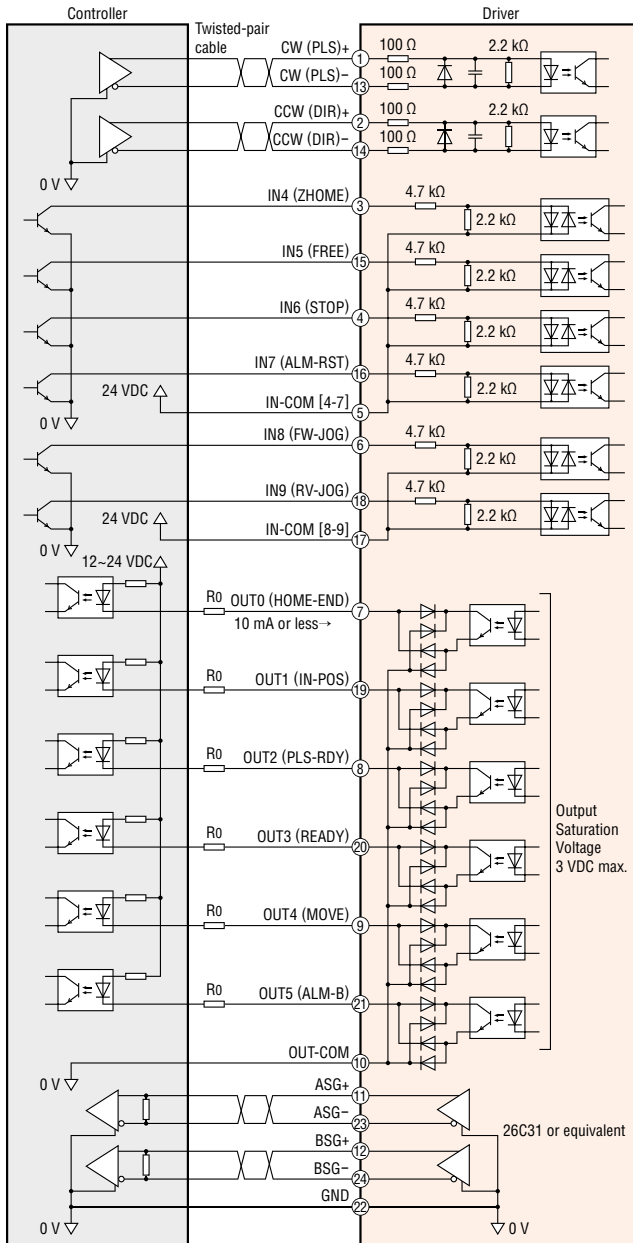 Controller
Driver
Twisted-pair
cable
CW (PLS)+
1
100 Ω
2.2 kΩ
CW (PLS)−
13
100 Ω
CCW (DIR)+
2
100 Ω
2.2 kΩ
CCW (DIR)−
14
100 Ω
0 V
IN4 (ZHOME)
3
4.7 kΩ
2.2 kΩ
IN5 (FREE)
15
4.7 kΩ
2.2 kΩ
IN6 (STOP)
4
4.7 kΩ
2.2 kΩ
IN7 (ALM-RST)
16
4.7 kΩ
2.2 kΩ
24 VDC
IN-COM [4-7]
5
0 V
IN8 (FW-JOG)
6
4.7 kΩ
2.2 kΩ
IN9 (RV-JOG)
18
4.7 kΩ
2.2 kΩ
24 VDC
IN-COM [8-9]
17
0 V
12~24 VDC
R0
OUT0 (HOME-END)
7
10 mA or less→
R0
OUT1 (IN-POS)
19
R0
OUT2 (PLS-RDY)
8
R0
OUT3 (READY)
20
R0
OUT4 (MOVE)
9
R0
OUT5 (ALM-B)
21
Output
Saturation
Voltage
3 VDC max.
OUT-COM
10
0 V
ASG+
11
ASG−
23
26C31 or equivalent
BSG+
12
BSG−
24
GND
22
0 V
0 V